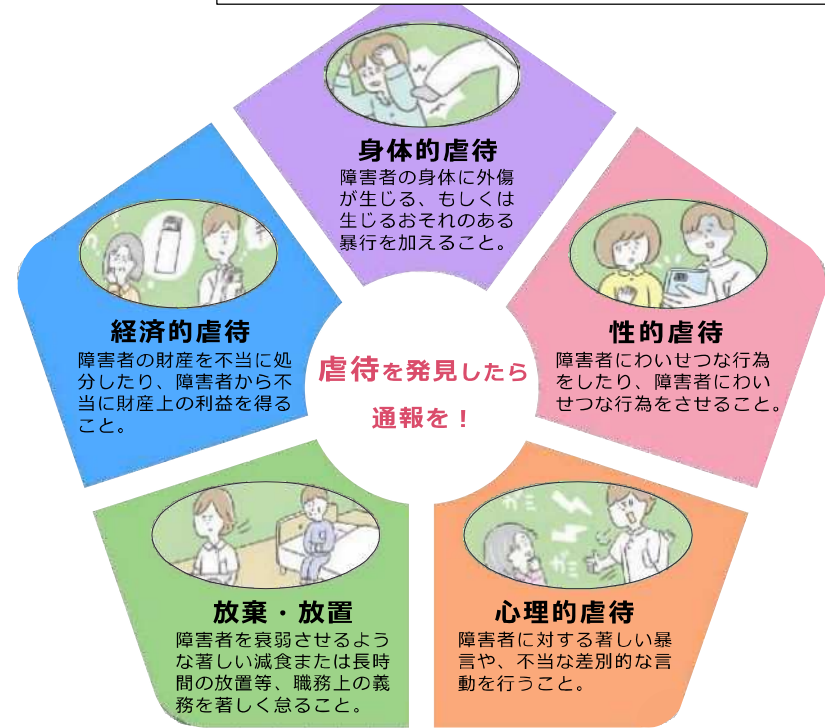 身体的虐待
障害者の身体に外傷
が生じる、もしくは
生じるおそれのある
暴行を加えること。
経済的虐待
障害者の財産を不当に処
分したり、障害者から不
当に財産上の利益を得る
こと。
性的虐待
障害者にわいせつな行為
をしたり、障害者にわい
せつな行為をさせること。
虐待を発見したら
通報を！
放棄・放置
障害者を衰弱させるよう
な著しい減食または長時
間の放置等、職務上の義
務を著しく怠ること。
ガミ
ガミ
心理的虐待
障害者に対する著しい暴
言や、不当な差別的な言
動を行うこと。